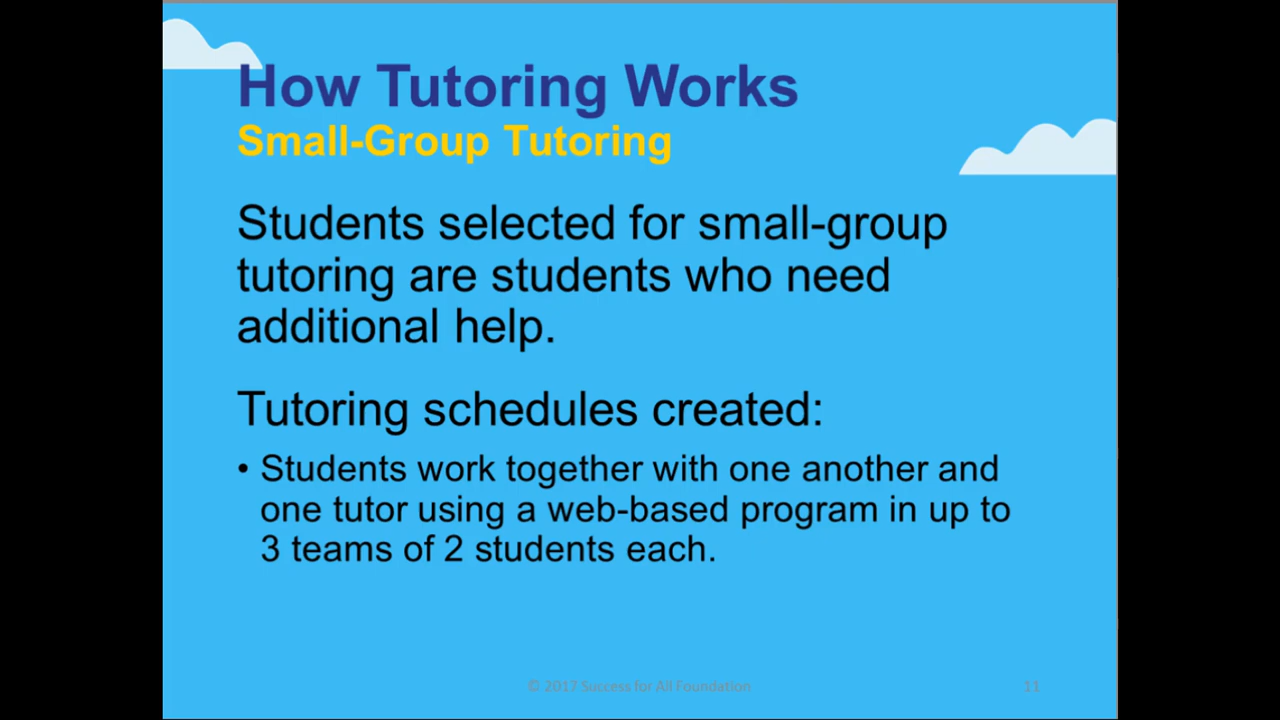 How Tutoring Works
Small-Group Tutoring
Students selected for small-group
tutoring are students who need
additional help.
Tutoring schedules created:
• Students work together with one another and
one tutor using a web-based program in up to
3 teams of 2 students each.
© 2017 Success for All Foundation
11